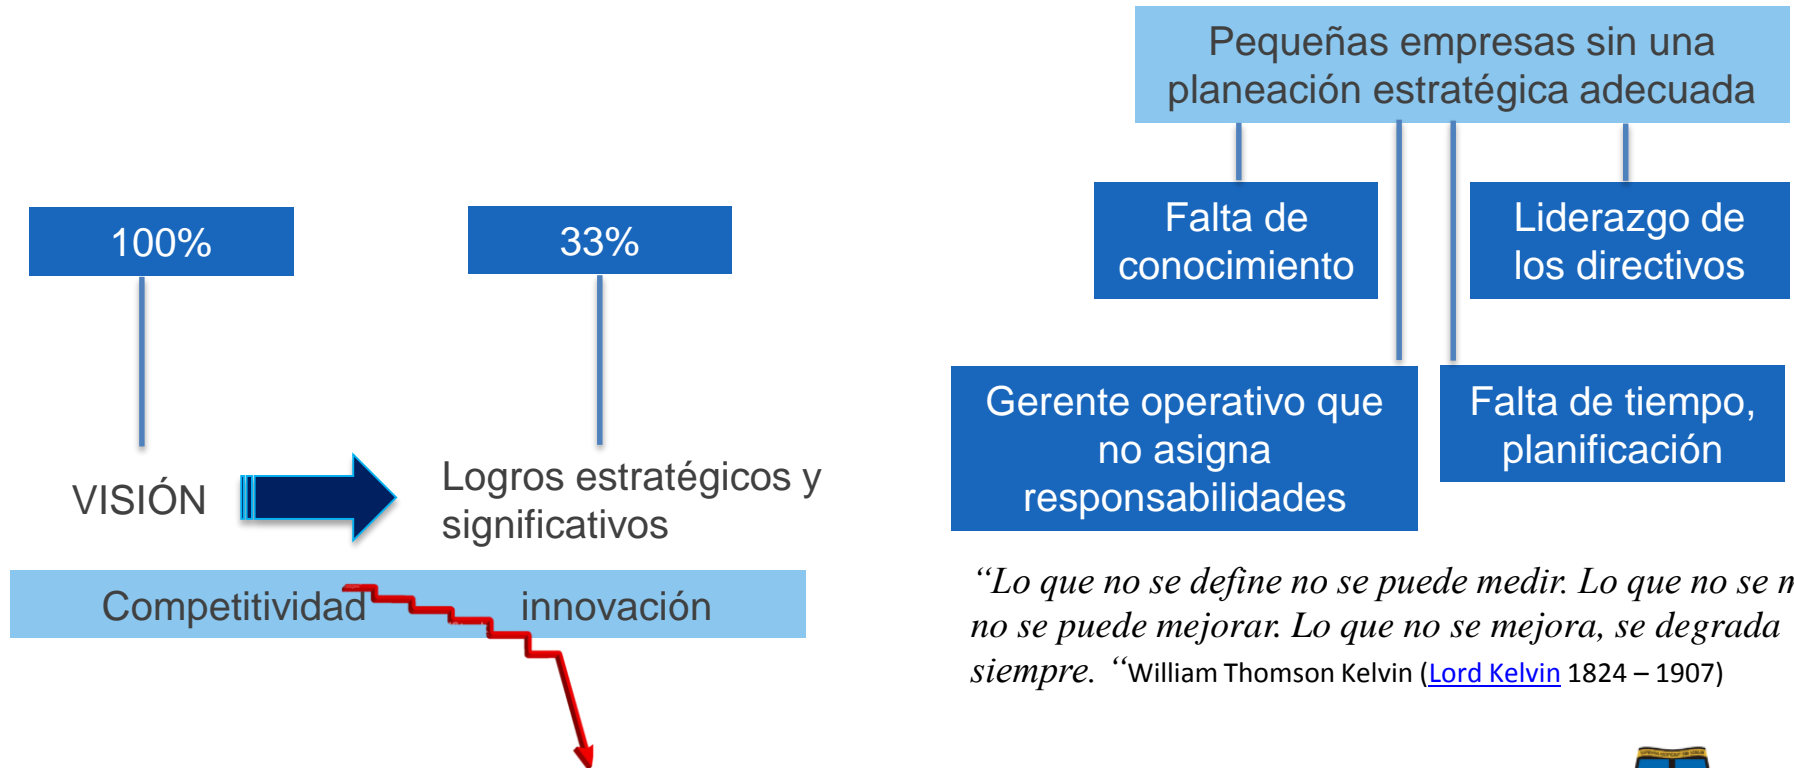 100%
33%
VISIÓN
Logros estratégicos y
significativos
Competitividad
innovación
Pequeñas empresas sin una
planeación estratégica adecuada
Falta de
conocimiento
Liderazgo de
los directivos
Gerente operativo que
no asigna
responsabilidades
Falta de tiempo,
planificación
“Lo que no se define no se puede medir. Lo que no se
no se puede mejorar. Lo que no se mejora, se degrada
siempre. “William Thomson Kelvin (Lord Kelvin 1824 – 1907)